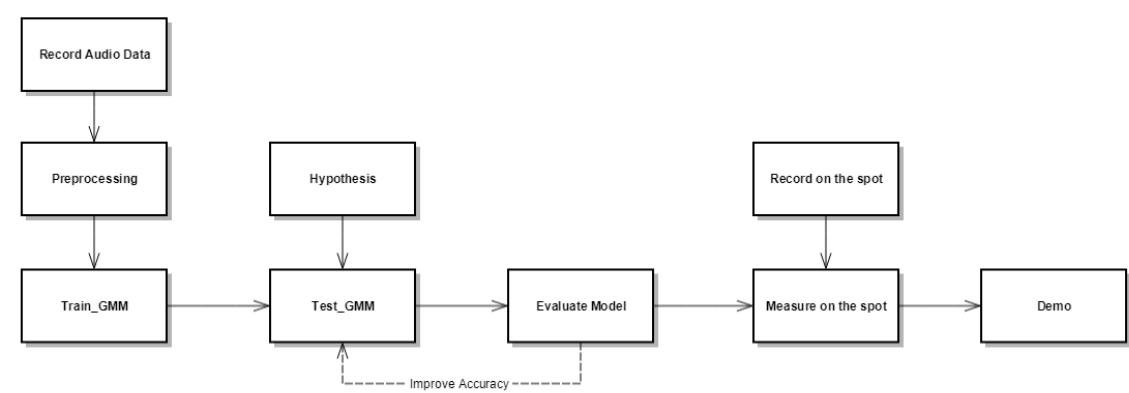 Record Audio Data
Preprocessing
Hypothesis
Record on the spot
Train_GMM
Test_GMM
Evaluate Model
Measure on the spot
Demo
Improve Accuracy